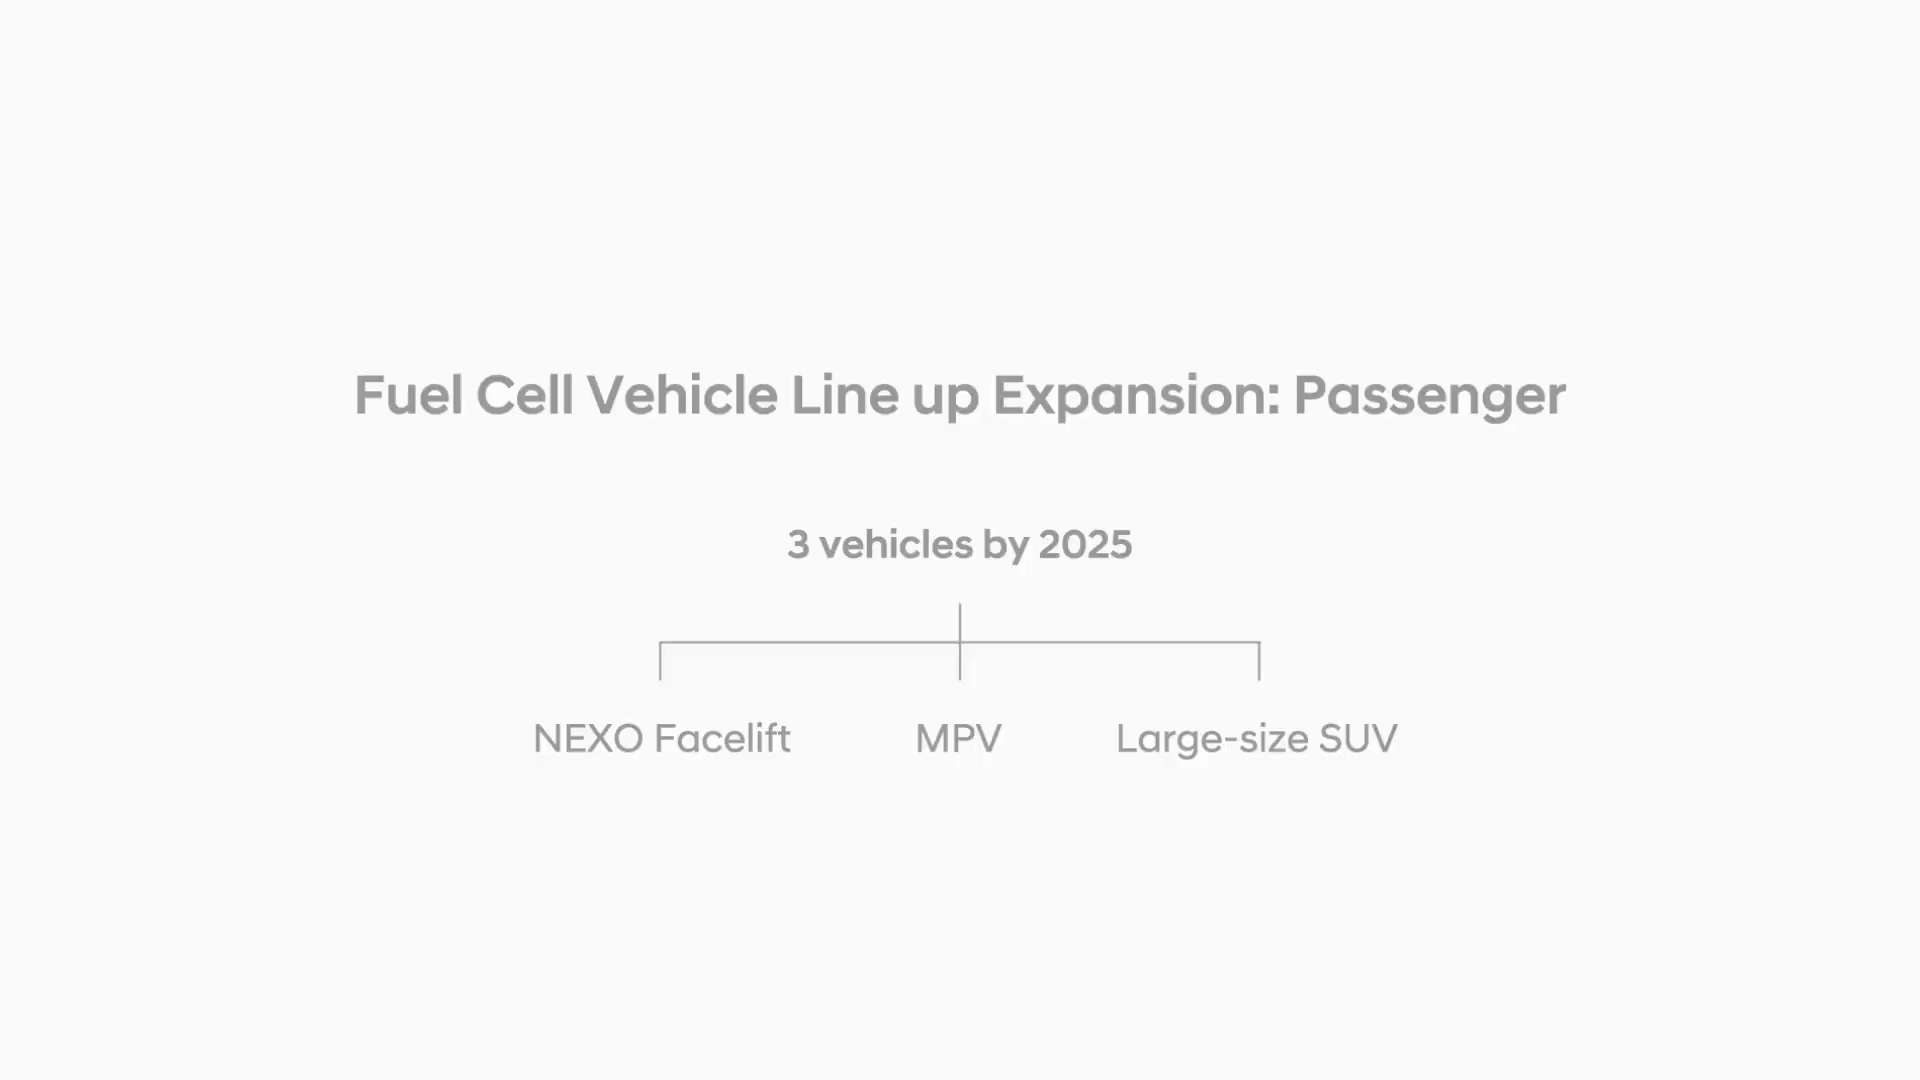 Fuel Cell Vehicle Line up Expansion: Passenger
3 vehicles by 2025
NEXO Facelift
MPV
Large-size SUV